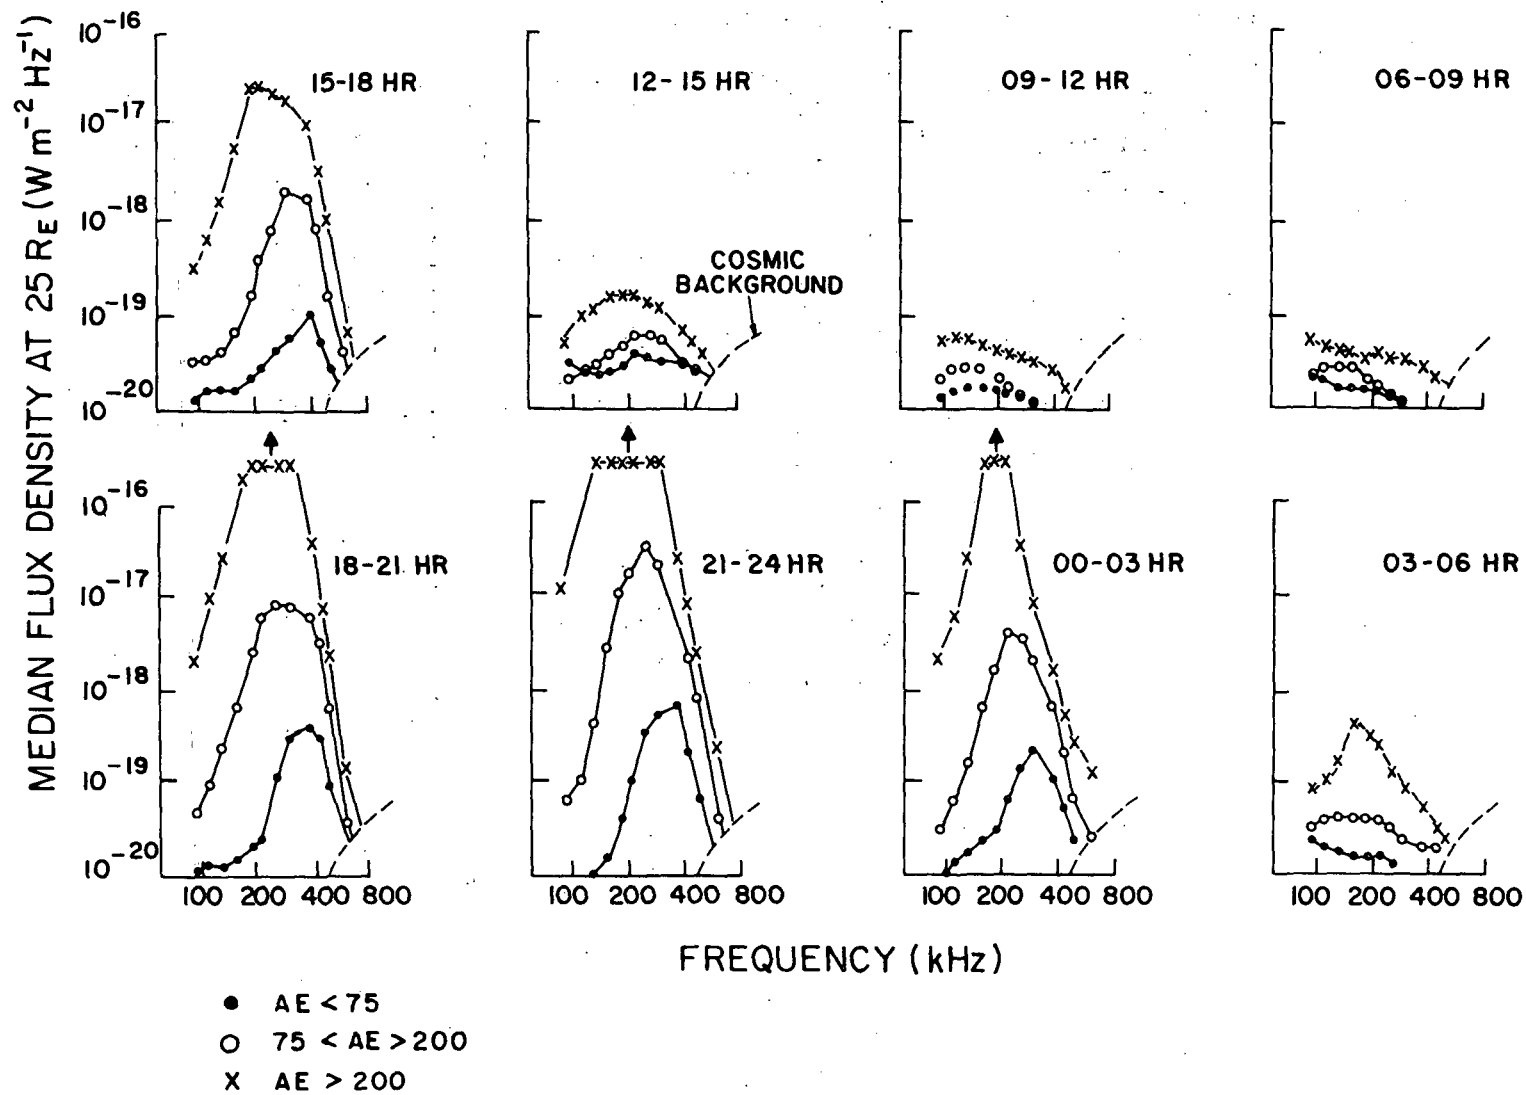 MEDIAN FLUX DENSITY AT 25 R_E (W m^-2 Hz^-1)
10^-16
10^-17
10^-18
10^-19
10^-20
15-18 HR
12-15 HR
09-12 HR
06-09 HR
COSMIC
BACKGROUND
10^-16
10^-17
10^-18
10^-19
10^-20
18-21 HR
21-24 HR
00-03 HR
03-06 HR
100 200 400 800
100 200 400 800
100 200 400 800
100 200 400 800
FREQUENCY (kHz)
● AE < 75
○ 75 < AE > 200
X AE > 200